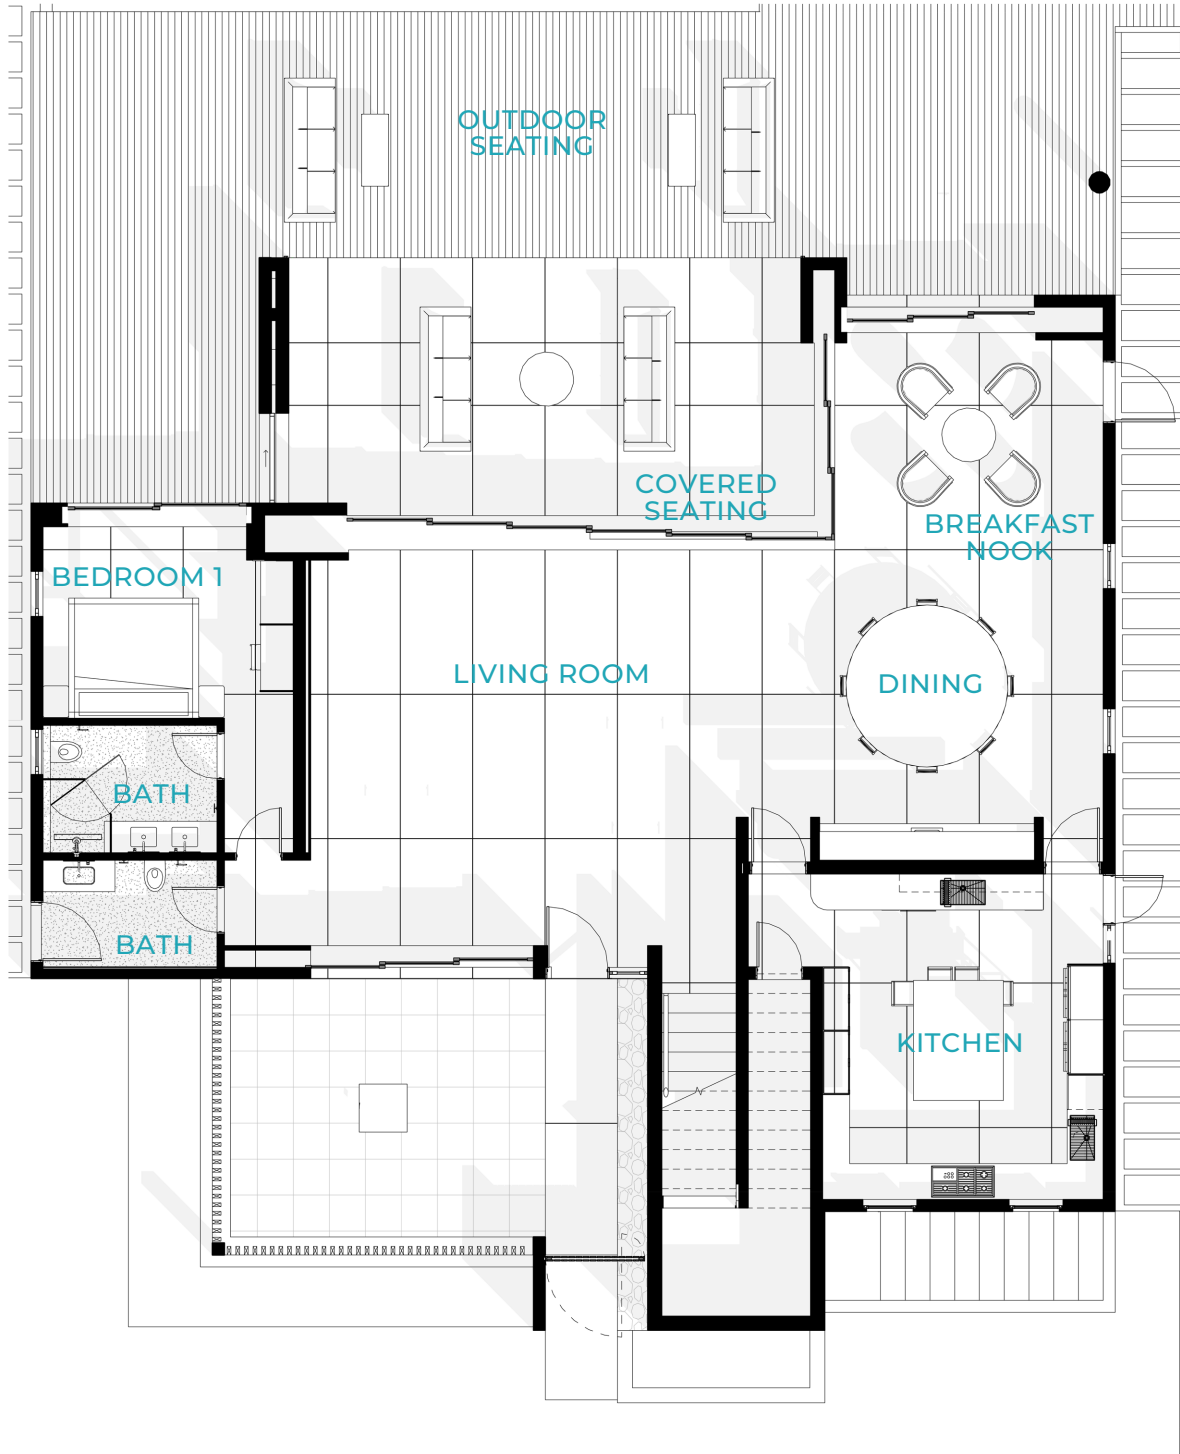 OUTDOOR
SEATING
COVERED
SEATING
BREAKFAST
NOOK
BEDROOM 1
LIVING ROOM
DINING
BATH
BATH
KITCHEN